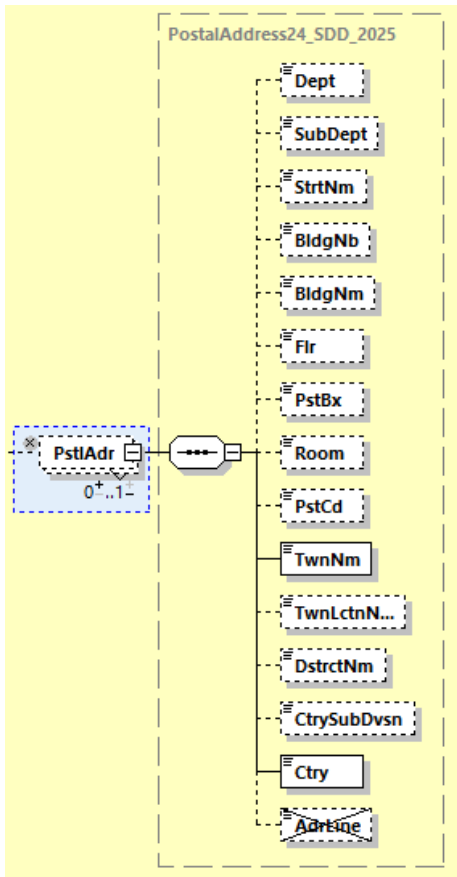 PostalAddress24_SDD_2025
Dept
SubDept
StrtNm
BldgNb
BldgNm
Flr
PstBx
PstlAdr
0..1
Room
PstCd
TwnNm
TwnLctnN...
DstrctNm
CtrySubDvsn
Ctry
AdrLine